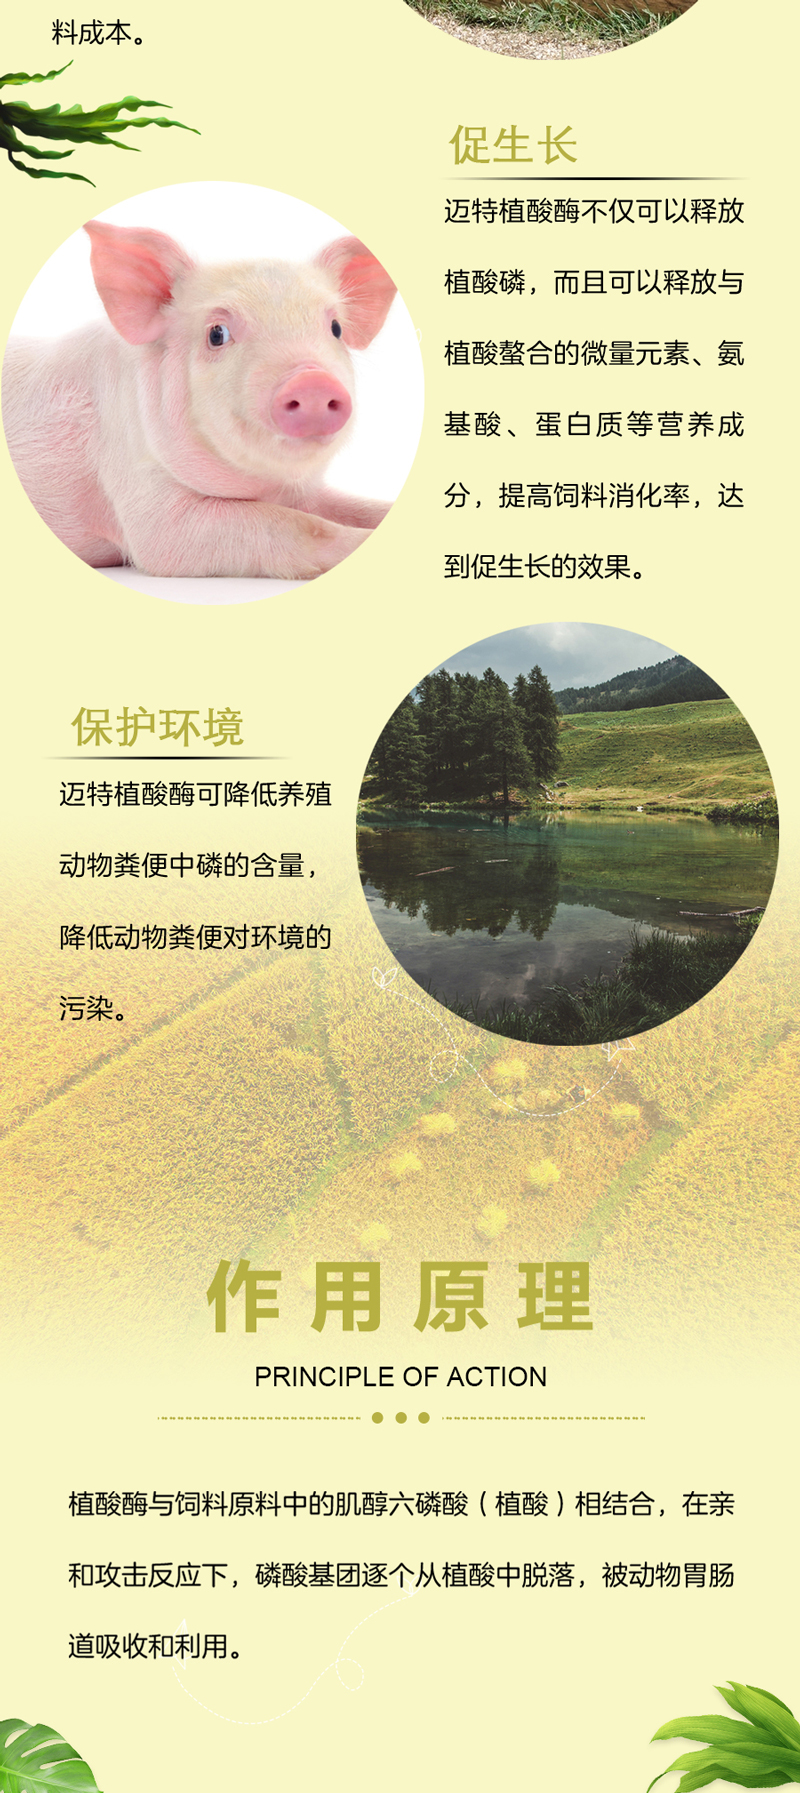 料成本。
促生长
迈特植酸酶不仅可以释放
植酸磷，而且可以释放与
植酸螯合的微量元素、氨
基酸、蛋白质等营养成
分，提高饲料消化率，达
到促生长的效果。
保护环境
迈特植酸酶可降低养殖
动物粪便中磷的含量，
降低动物粪便对环境的
污染。
作用原理
PRINCIPLE OF ACTION
植酸酶与饲料原料中的肌醇六磷酸（植酸）相结合，在亲
和攻击反应下，磷酸基团逐个从植酸中脱落，被动物胃肠
道吸收和利用。